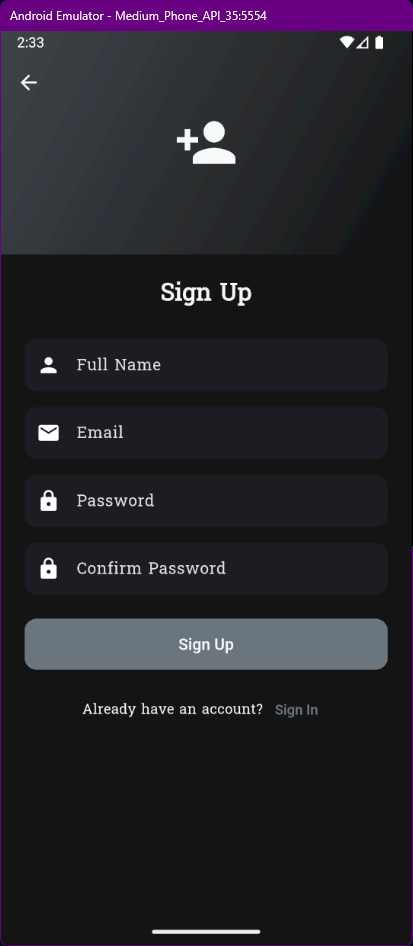 Android Emulator - Medium_Phone_API_35:5554
2:33
Sign Up
Full Name
Email
Password
Confirm Password
Sign Up
Already have an account? Sign In